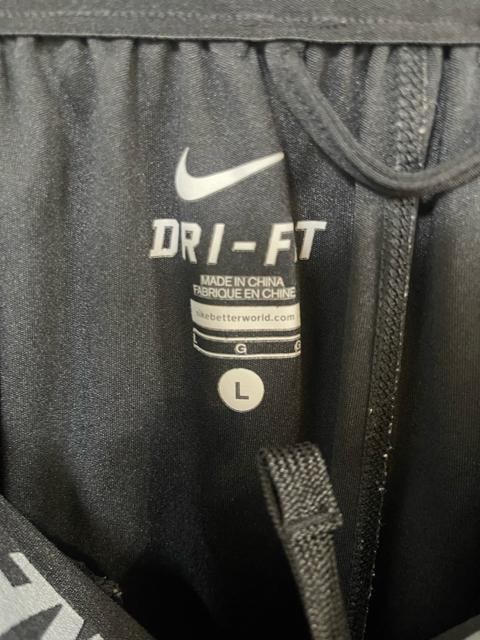 DRI-FIT
MADE IN CHINA
FABRIQUE EN CHINE
nikebetterworld.com
L G G
L